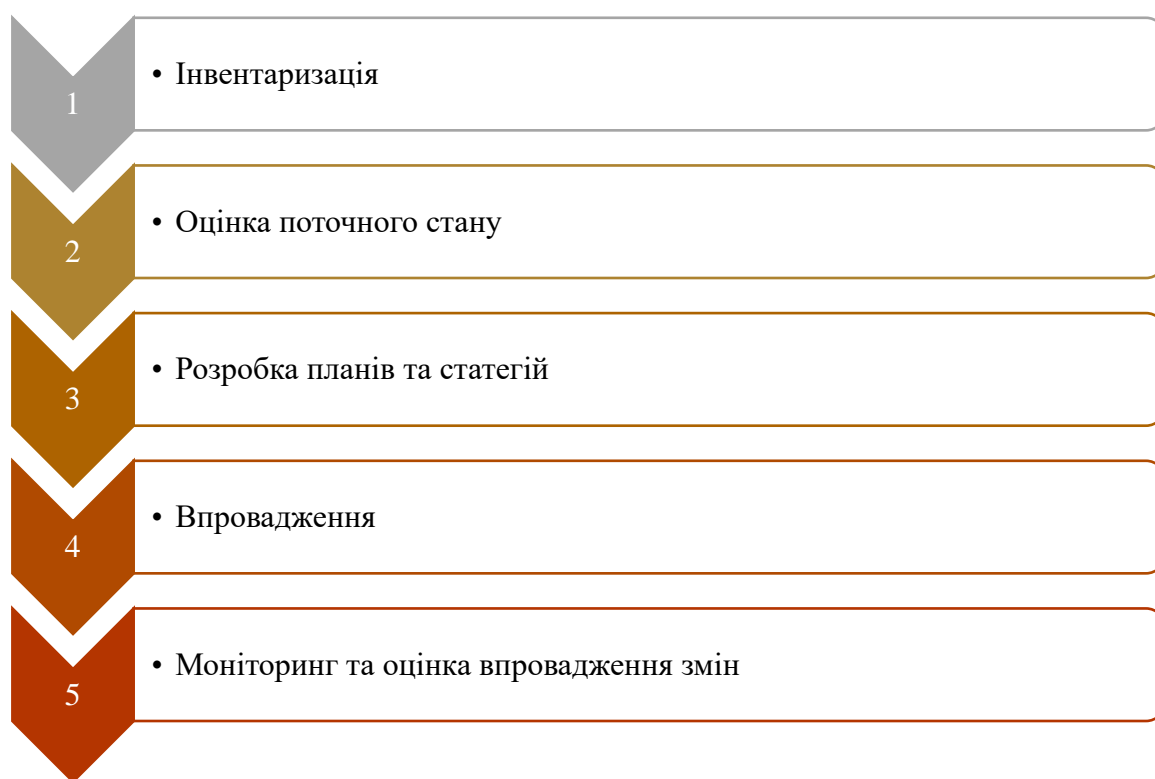 1
• Інвентаризація
2
• Оцінка поточного стану
3
• Розробка планів та статегій
4
• Впровадження
5
• Моніторинг та оцінка впровадження змін